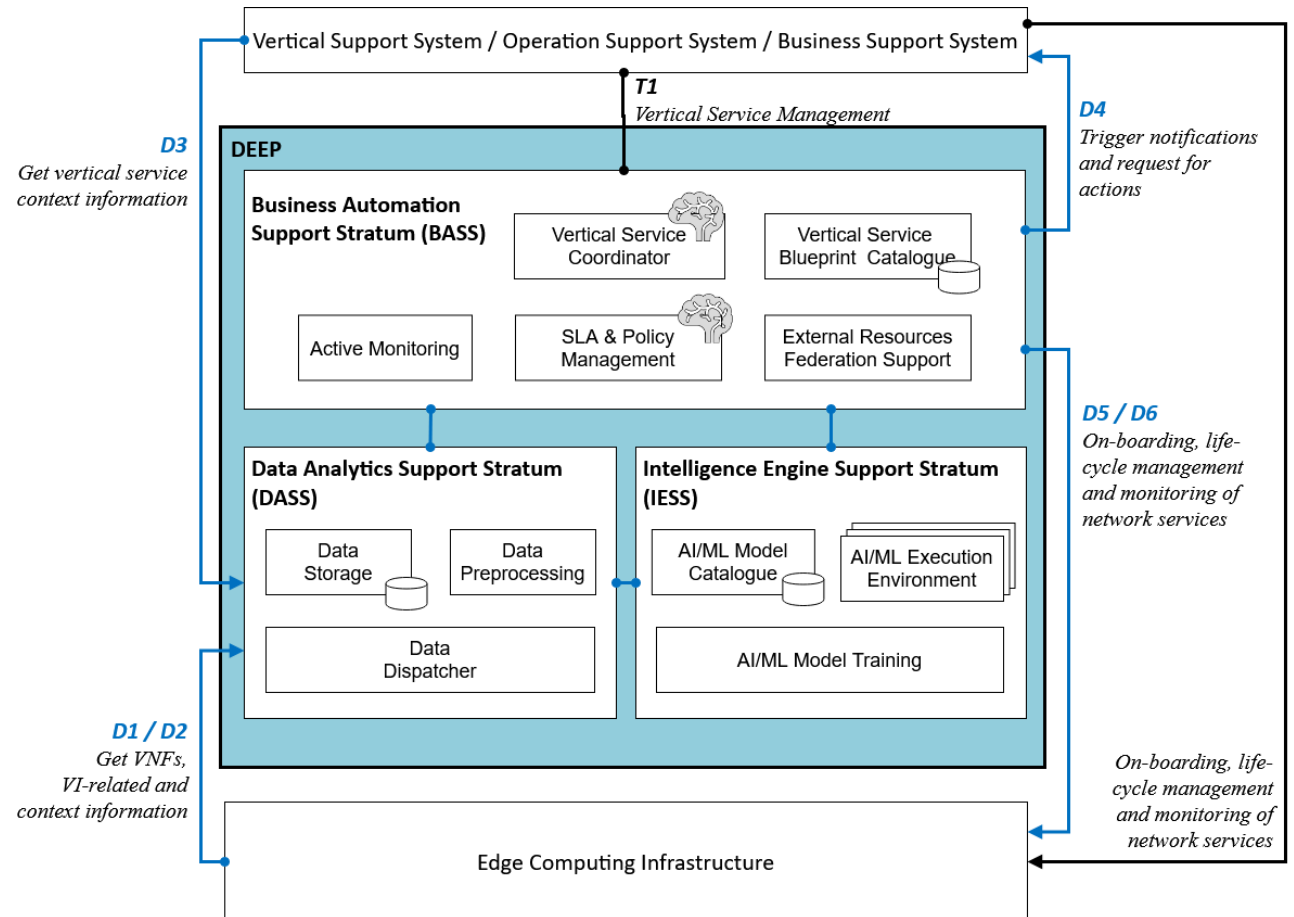 Vertical Support System / Operation Support System / Business Support System
T1
Vertical Service Management
D3
Get vertical service
context information
D4
Trigger notifications
and request for
actions
DEEP
Business Automation
Support Stratum (BASS)
Vertical Service
Coordinator
Vertical Service
Blueprint Catalogue
Active Monitoring
SLA & Policy
Management
External Resources
Federation Support
D5 / D6
On-boarding, life-
cycle management
and monitoring of
network services
Data Analytics Support Stratum
(DASS)
Data
Storage
Data
Preprocessing
Data
Dispatcher
Intelligence Engine Support Stratum
(IESS)
AI/ML Model
Catalogue
AI/ML Execution
Environment
AI/ML Model Training
D1 / D2
Get VNFs,
VI-related and
context information
On-boarding, life-
cycle management
and monitoring of
network services
Edge Computing Infrastructure